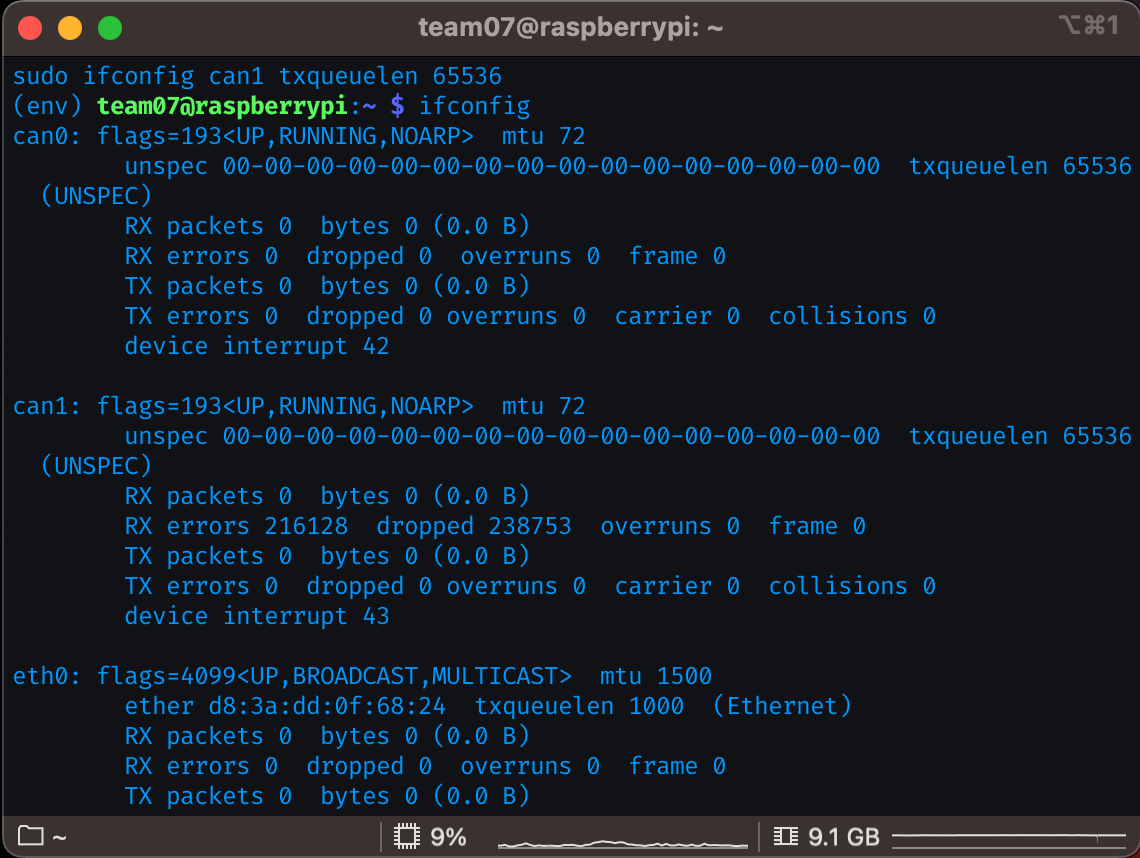 team07@raspberrypi: ~ ⌥⌘1
sudo ifconfig can1 txqueuelen 65536
(env) team07@raspberrypi:~ $ ifconfig
can0: flags=193<UP,RUNNING,NOARP>  mtu 72
        unspec 00-00-00-00-00-00-00-00-00-00-00-00-00-00-00-00  txqueuelen 65536
  (UNSPEC)
        RX packets 0  bytes 0 (0.0 B)
        RX errors 0  dropped 0  overruns 0  frame 0
        TX packets 0  bytes 0 (0.0 B)
        TX errors 0  dropped 0 overruns 0  carrier 0  collisions 0
        device interrupt 42

can1: flags=193<UP,RUNNING,NOARP>  mtu 72
        unspec 00-00-00-00-00-00-00-00-00-00-00-00-00-00-00-00  txqueuelen 65536
  (UNSPEC)
        RX packets 0  bytes 0 (0.0 B)
        RX errors 216128  dropped 238753  overruns 0  frame 0
        TX packets 0  bytes 0 (0.0 B)
        TX errors 0  dropped 0 overruns 0  carrier 0  collisions 0
        device interrupt 43

eth0: flags=4099<UP,BROADCAST,MULTICAST>  mtu 1500
        ether d8:3a:dd:0f:68:24  txqueuelen 1000  (Ethernet)
        RX packets 0  bytes 0 (0.0 B)
        RX errors 0  dropped 0  overruns 0  frame 0
        TX packets 0  bytes 0 (0.0 B)
~ 9% 9.1 GB